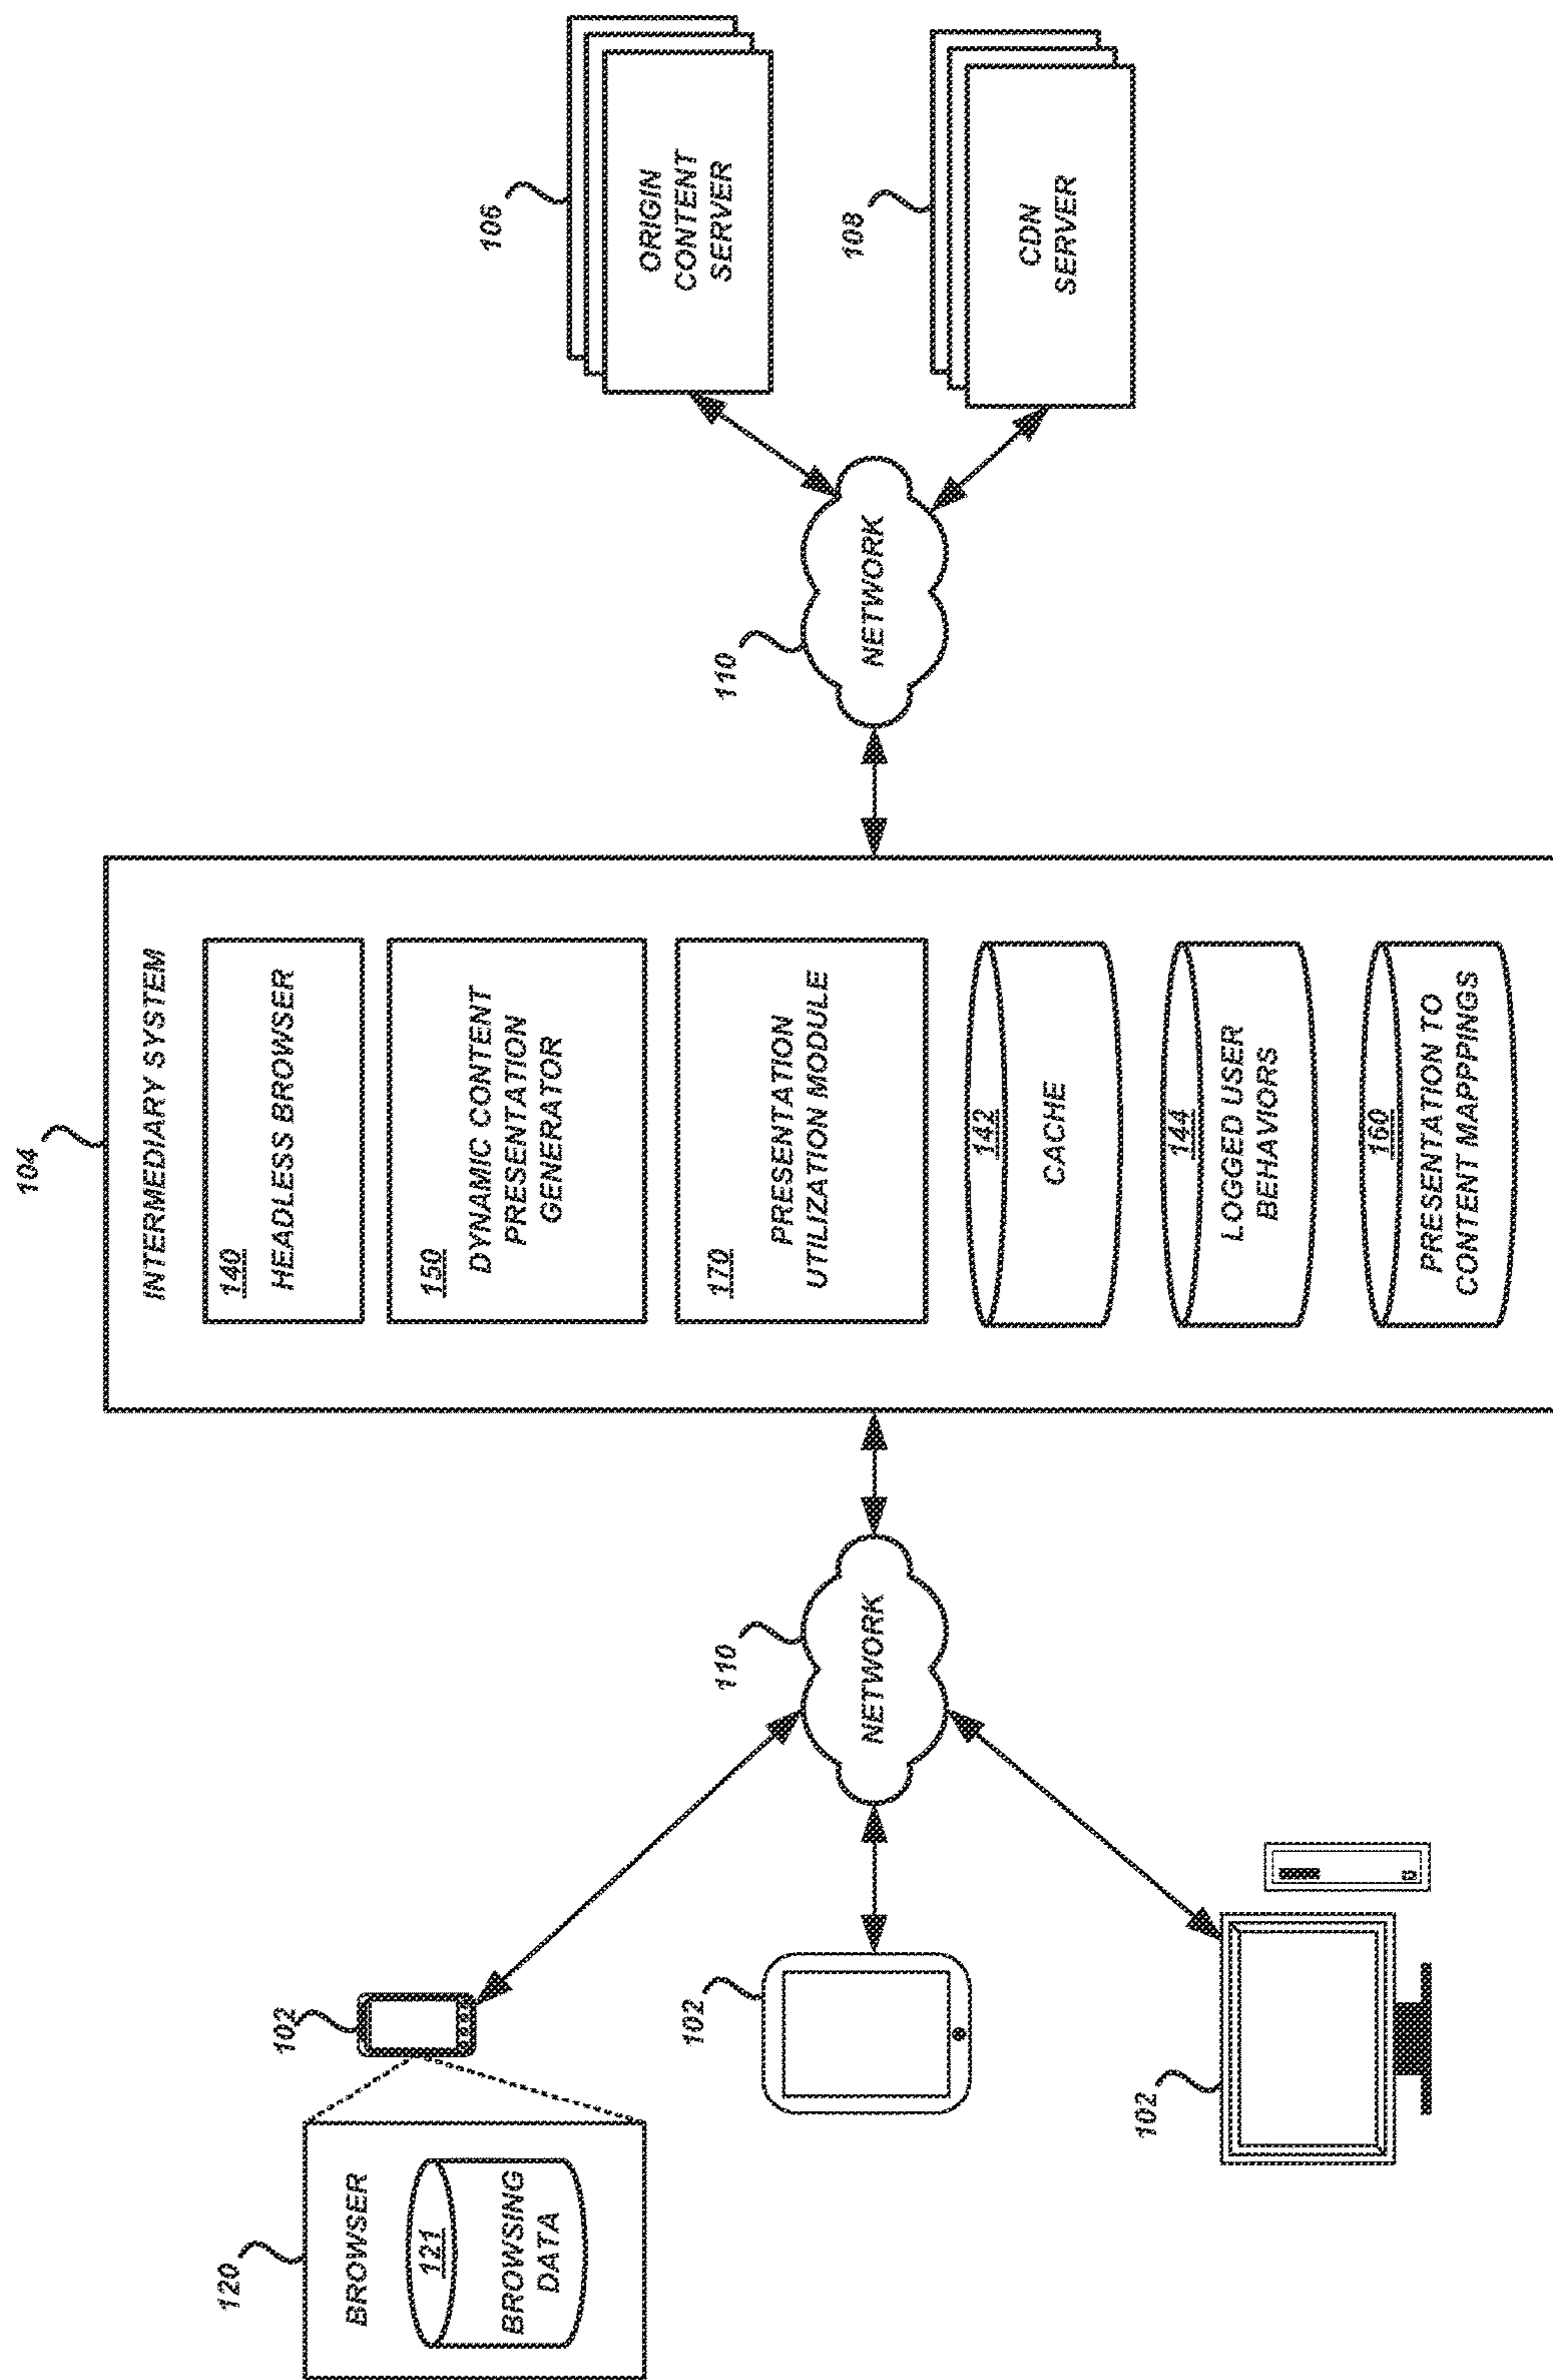 120
BROWSER
121
BROWSING
DATA
102
102
102
110
NETWORK
104
INTERMEDIARY SYSTEM
140
HEADLESS BROWSER
150
DYNAMIC CONTENT
PRESENTATION
GENERATOR
170
PRESENTATION
UTILIZATION MODULE
142
CACHE
144
LOGGED USER
BEHAVIORS
160
PRESENTATION TO
CONTENT MAPPPINGS
110
NETWORK
106
ORIGIN
CONTENT
SERVER
108
CDN
SERVER